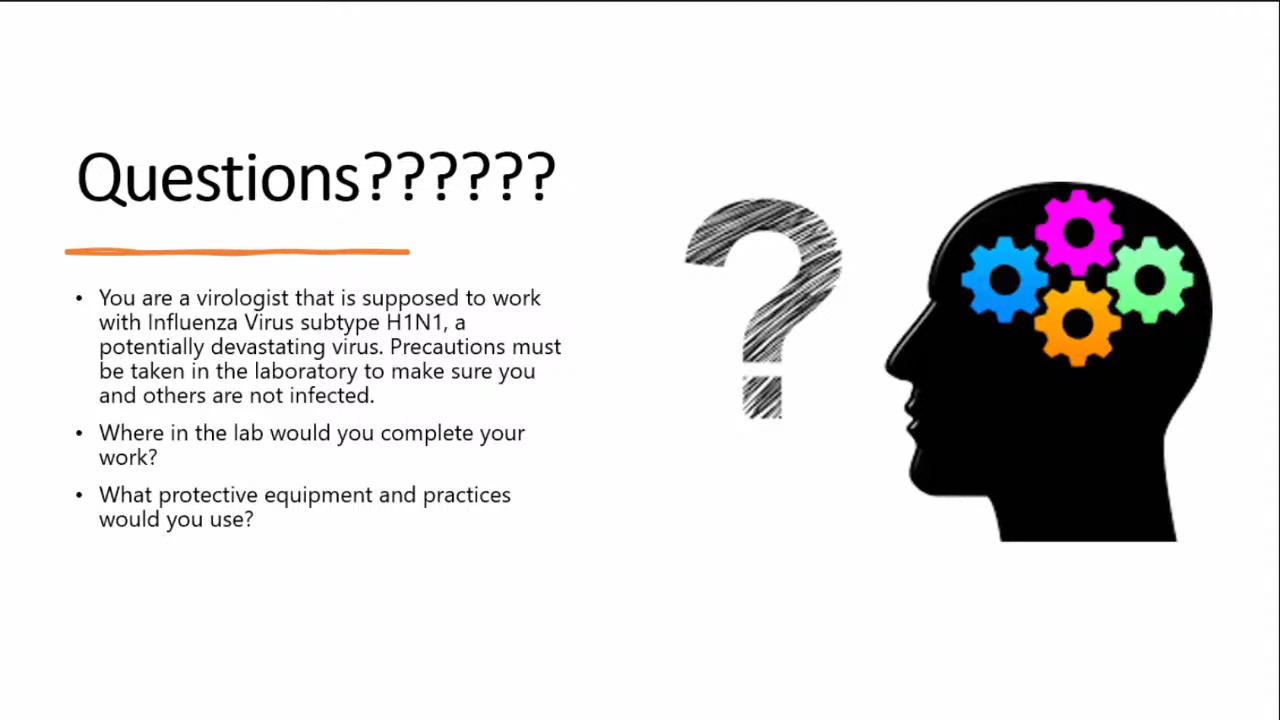 Questions??????
• You are a virologist that is supposed to work
with Influenza Virus subtype H1N1, a
potentially devastating virus. Precautions must
be taken in the laboratory to make sure you
and others are not infected.
• Where in the lab would you complete your
work?
• What protective equipment and practices
would you use?
?